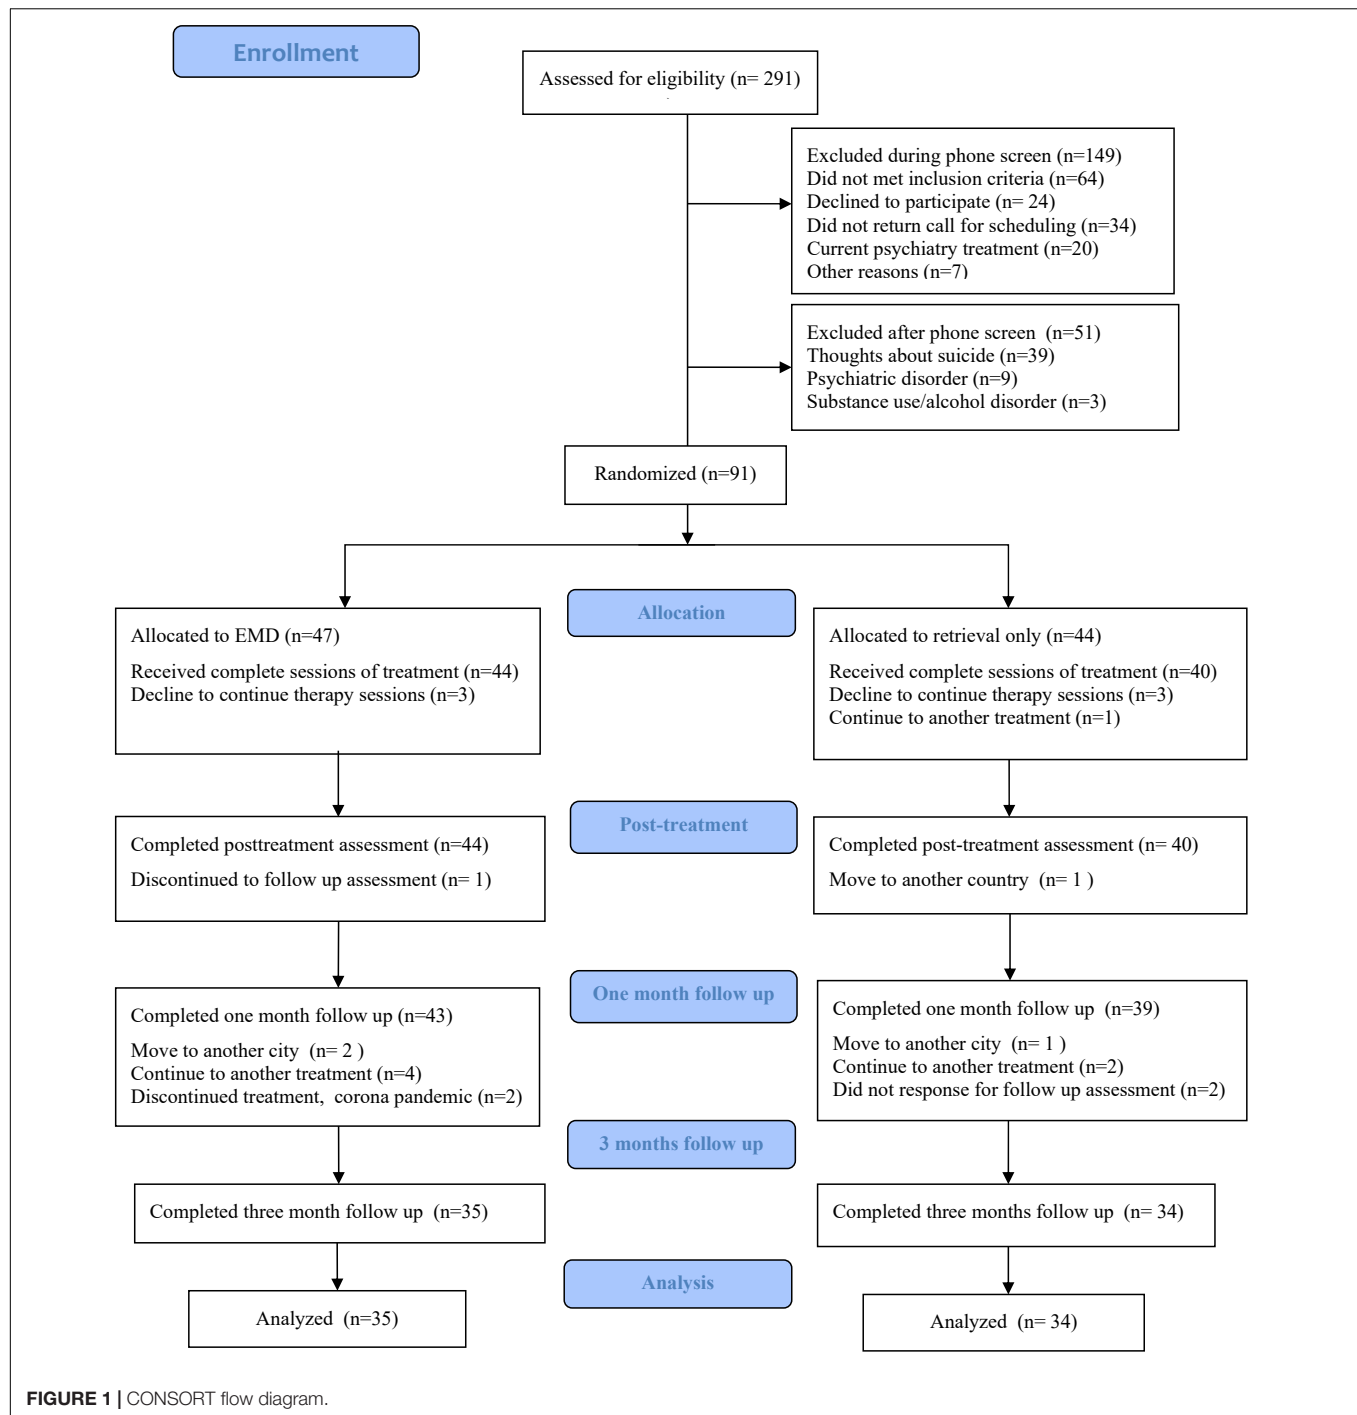 Enrollment
Assessed for eligibility (n= 291)
Excluded during phone screen (n=149)
Did not met inclusion criteria (n=64)
Declined to participate (n= 24)
Did not return call for scheduling (n=34)
Current psychiatry treatment (n=20)
Other reasons (n=7)
Excluded after phone screen (n=51)
Thoughts about suicide (n=39)
Psychiatric disorder (n=9)
Substance use/alcohol disorder (n=3)
Randomized (n=91)
Allocation
Allocated to EMD (n=47)
Received complete sessions of treatment (n=44)
Decline to continue therapy sessions (n=3)
Allocated to retrieval only (n=44)
Received complete sessions of treatment (n=40)
Decline to continue therapy sessions (n=3)
Continue to another treatment (n=1)
Post-treatment
Completed posttreatment assessment (n=44)
Discontinued to follow up assessment (n= 1)
Completed post-treatment assessment (n= 40)
Move to another country (n= 1 )
One month follow up
Completed one month follow up (n=43)
Move to another city (n= 2 )
Continue to another treatment (n=4)
Discontinued treatment, corona pandemic (n=2)
Completed one month follow up (n=39)
Move to another city (n= 1 )
Continue to another treatment (n=2)
Did not response for follow up assessment (n=2)
3 months follow up
Completed three month follow up (n=35)
Completed three months follow up (n= 34)
Analysis
Analyzed (n=35)
Analyzed (n= 34)
FIGURE 1 | CONSORT flow diagram.